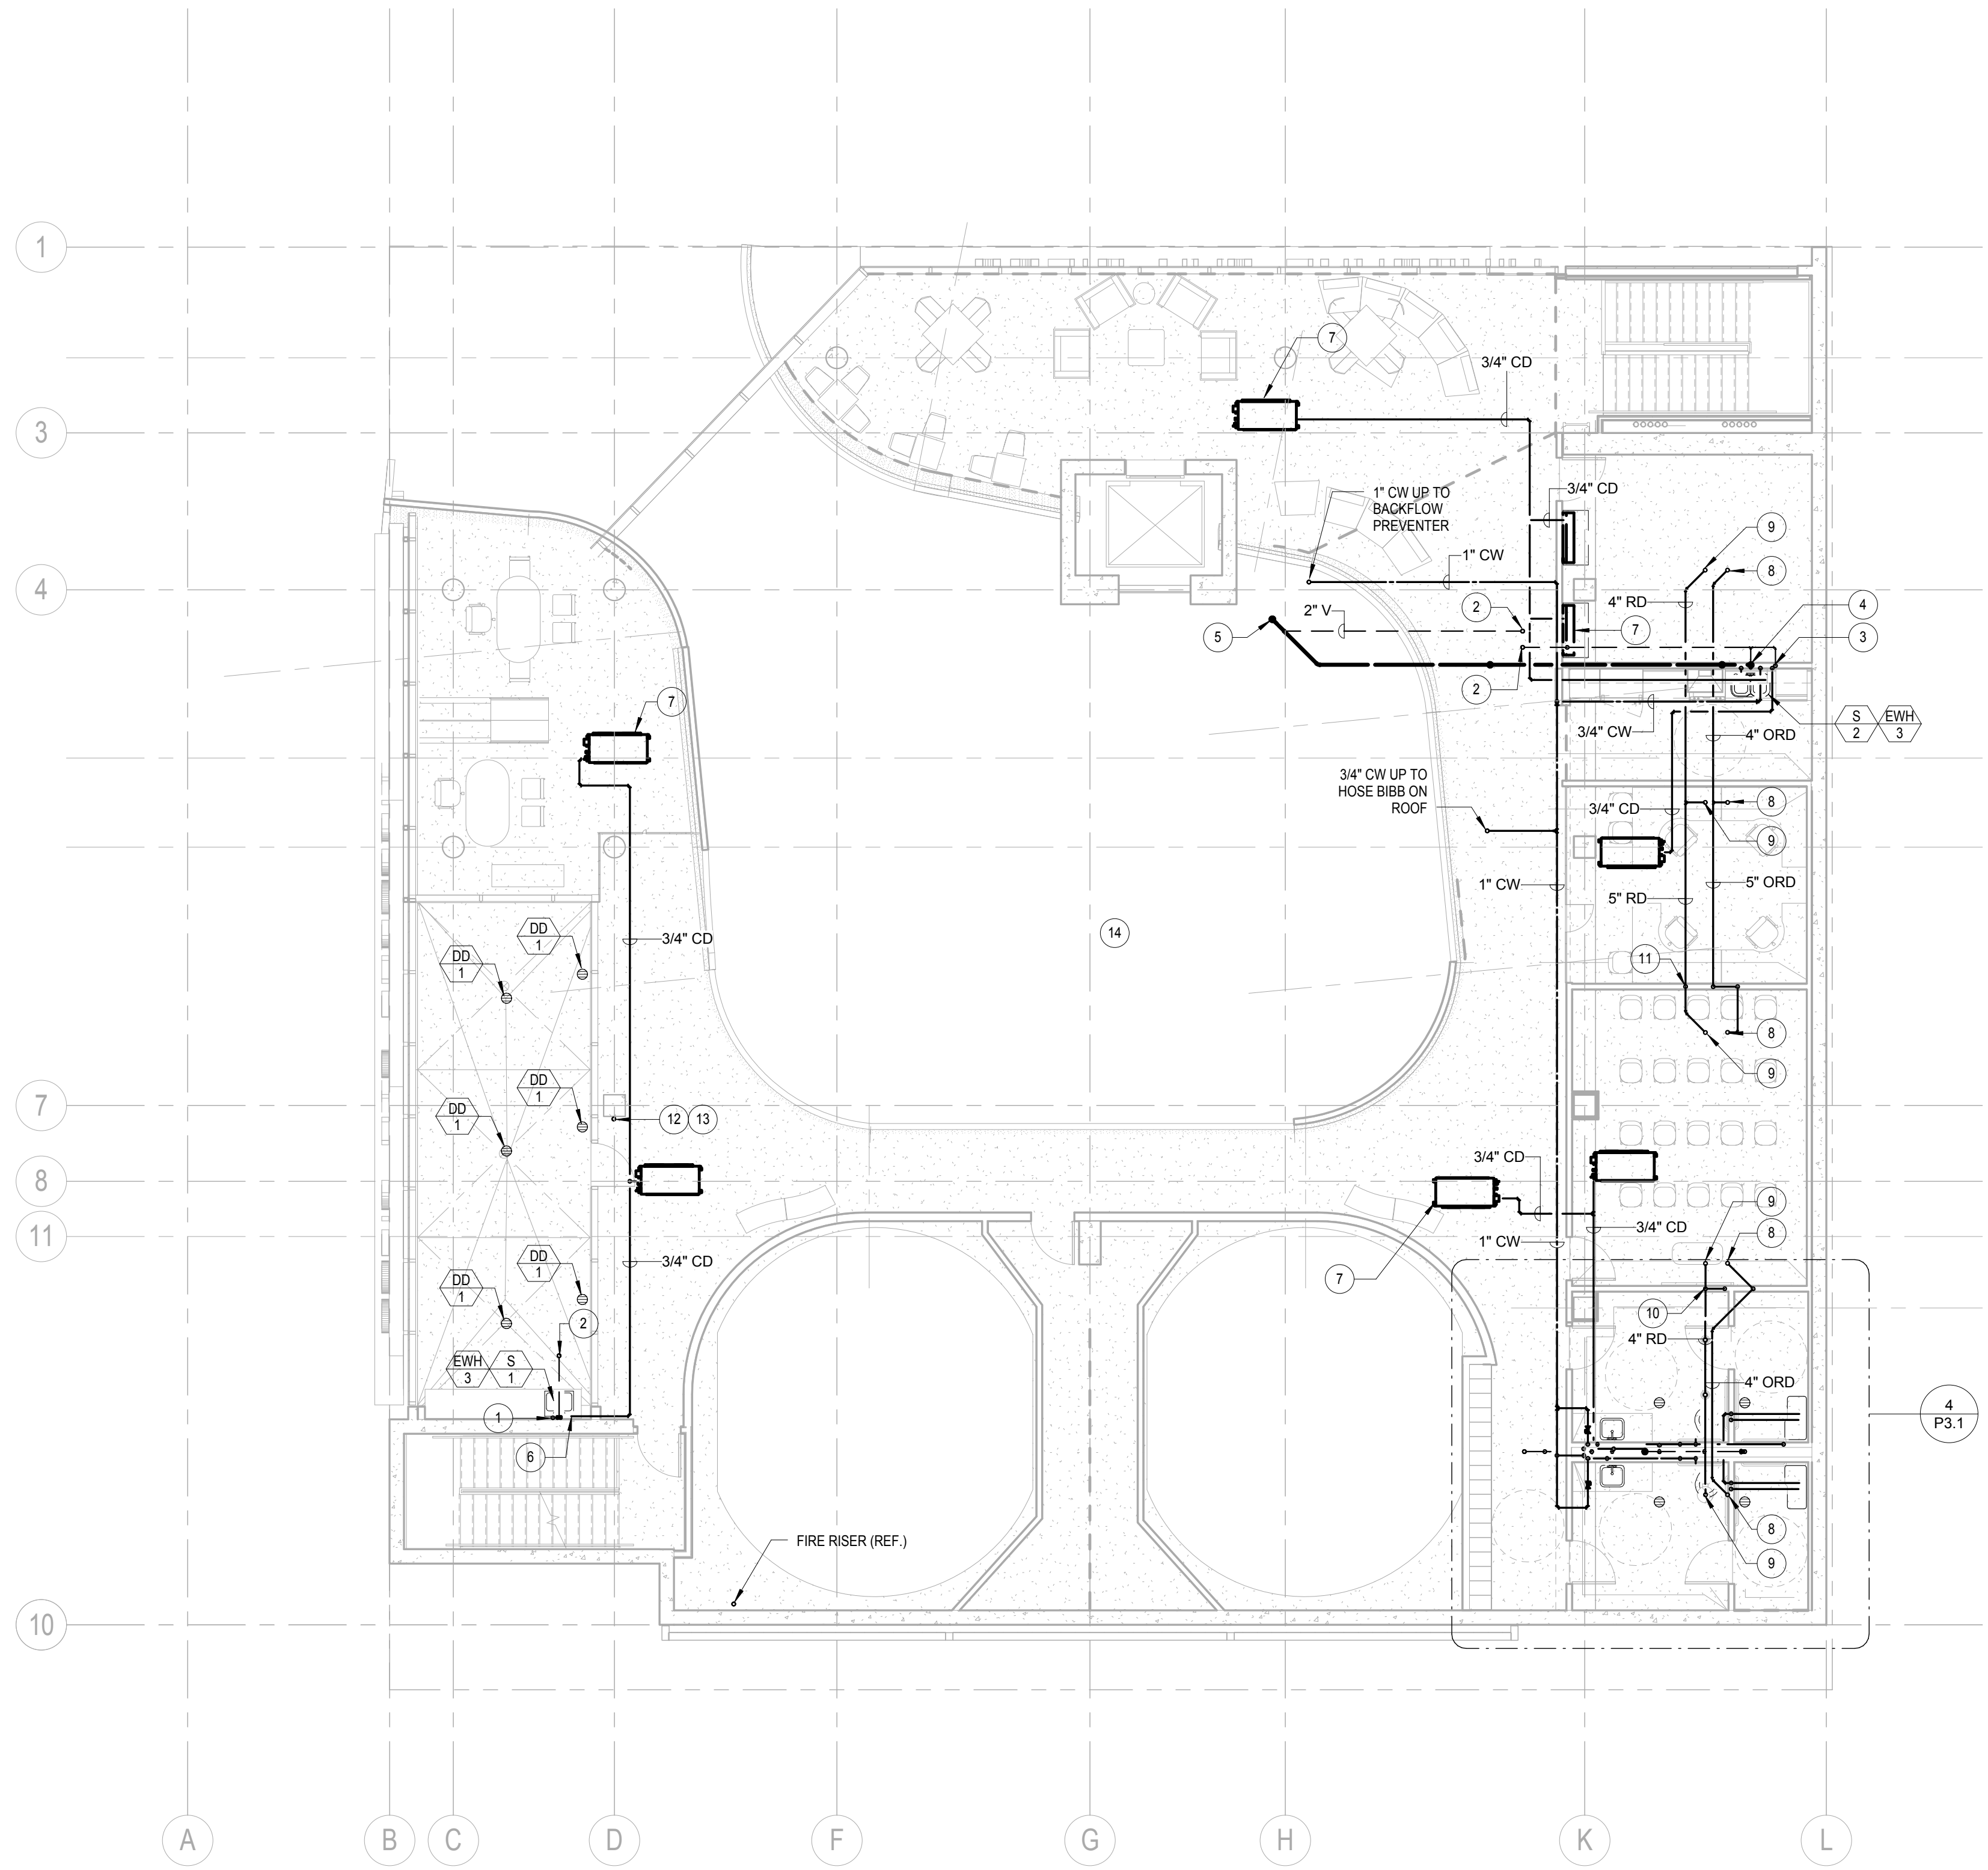 1
7
3/4" CD
3
3/4" CD
1" CW UP TO
BACKFLOW
PREVENTER
9
1" CW
8
4
4" RD
4
2" V
2
7
3
5
2
7
S
2
EWH
3
3/4" CW
4" ORD
3/4" CW UP TO
HOSE BIBB ON
ROOF
3/4" CD
8
9
1" CW
5" ORD
5" RD
DD
1
14
3/4" CD
DD
1
11
8
9
DD
1
7
DD
1
12
13
3/4" CD
8
9
3/4" CD
8
11
1" CW
DD
1
3/4" CD
7
DD
1
10
2
4" RD
EWH
3
S
1
4" ORD
4
P3.1
1
6
8
FIRE RISER (REF.)
9
10
A
B
C
D
F
G
H
K
L